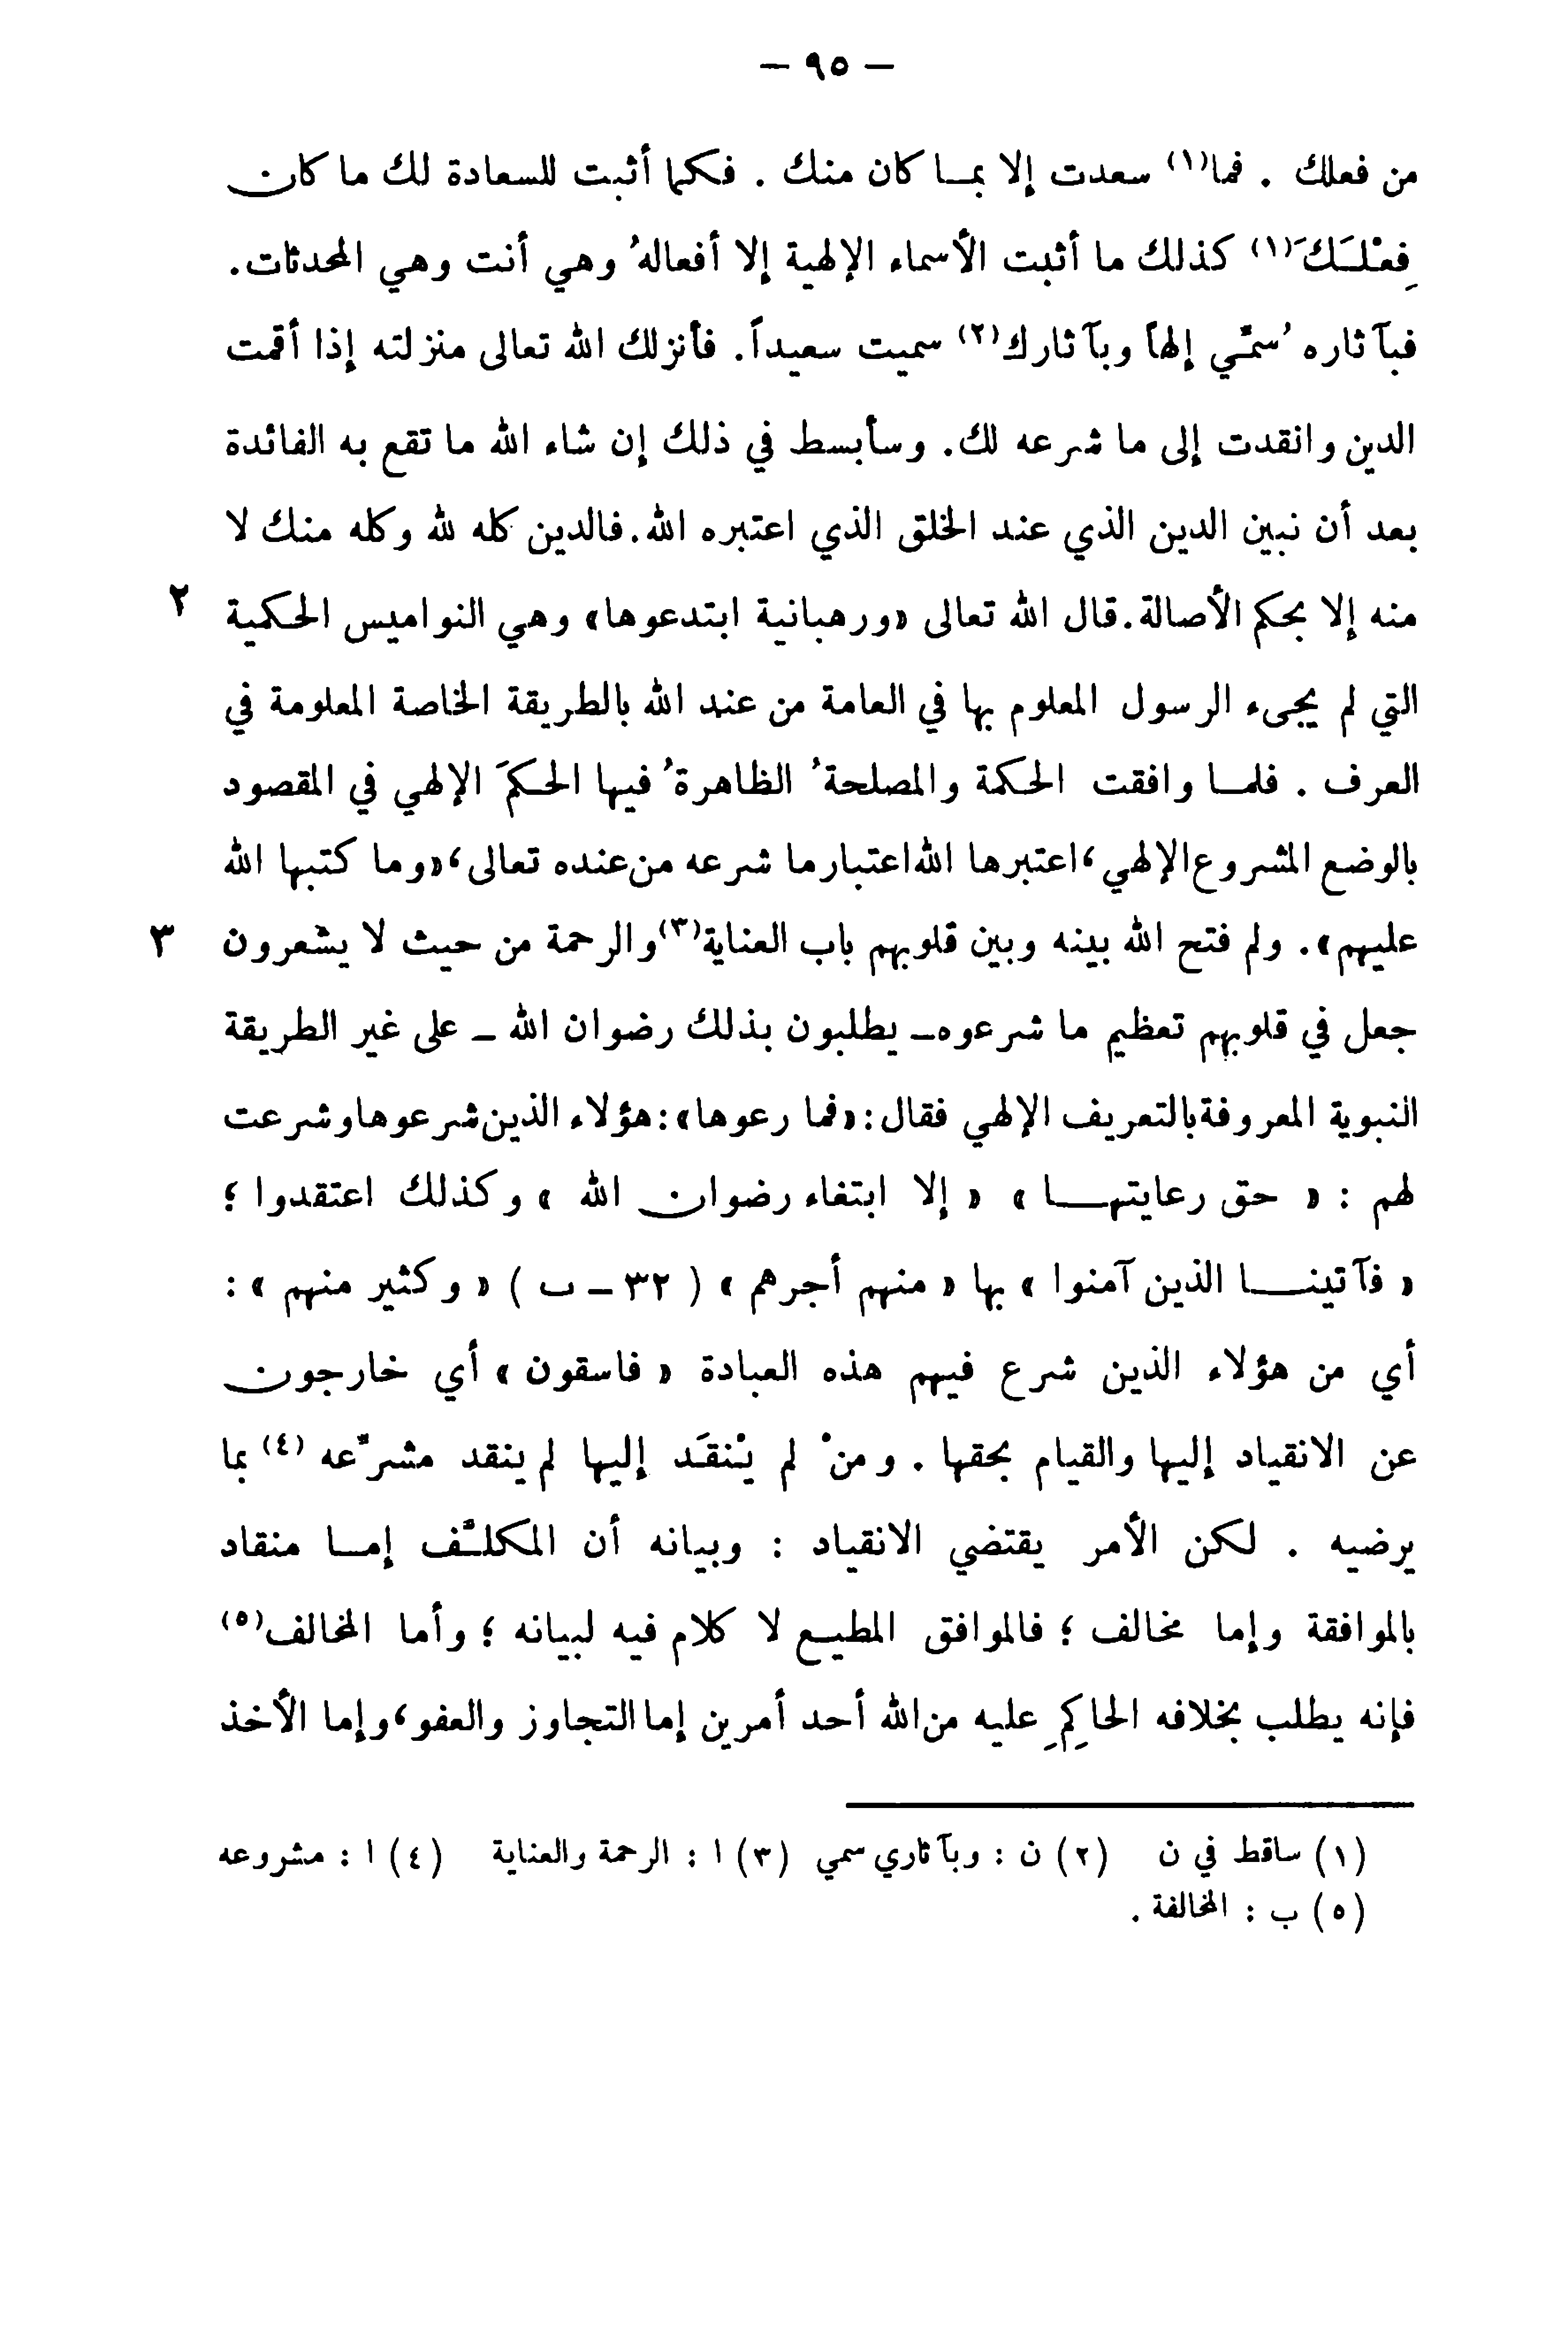 — ٩٥ —
من فعلك . فما(١) سعدت إلا بما كان منك . فكما أثبت للسعادة لك ما كان
فِعْلَكَ(١) كذلك ما أثبت الأسماء الإلهية إلا أفعالهُ وهي أنت وهي المحدثات.
فبآثاره سُمِّي إلهاً وبآثارك(٢) سميت سعيداً. فأنزلك الله تعالى منزلته إذا أقمت
الدين وانقدت إلى ما شرعه لك. وسأبسط في ذلك إن شاء الله ما تقع به الفائدة
بعد أن نبين الدين الذي عند الخلق الذي اعتبره الله. فالدين كله لله وكله منك لا
منه إلا بحكم الأصالة. قال الله تعالى «ورهبانية ابتدعوها» وهي النواميس الحكمية ٢
التي لم يجىء الرسول المعلوم بها في العامة من عند الله بالطريقة الخاصة المعلومة في
العرف . فلما وافقت الحكمة والمصلحةُ الظاهرةُ فيها الحكمَ الإلهي في المقصود
بالوضع المشروع الإلهي، اعتبرها الله اعتبار ما شرعه من عنده تعالى، «وما كتبها الله
عليهم». ولم فتح الله بينه وبين قلوبهم باب العناية(٣) والرحمة من حيث لا يشعرون ٣
جعل في قلوبهم تعظيم ما شرعوه ـ يطلبون بذلك رضوان الله ـ على غير الطريقة
النبوية المعروفة بالتعريف الإلهي فقال: «فما رعوها»: هؤلاء الذين شرعوها وشرعت
لهم : « حق رعايتها » « إلا ابتغاء رضوان الله » وكذلك اعتقدوا ؛
« فآتينا الذين آمنوا » بها « منهم أجرهم » ( ٣٢ ـ ب ) « وكثير منهم » :
أي من هؤلاء الذين شرع فيهم هذه العبادة « فاسقون » أي خارجون
عن الانقياد إليها والقيام بحقها . ومنْ لم يَنْقَد إليها لم ينقد مشرِّعه (٤) بما
يرضيه . لكن الأمر يقتضي الانقياد : وبيانه أن المكلَّف إما منقاد
بالموافقة وإما مخالف ؛ فالموافق المطيع لا كلام فيه لبيانه ؛ وأما المخالف(٥)
فإنه يطلب بخلافه الحاكِمِ عليه من الله أحد أمرين إما التجاوز والعفو، وإما الأخذ
(١) ساقط في ن (٢) ن : وبآثاري سمي (٣) ا : الرحمة والعناية (٤) ا : مشروعه
(٥) ب : المخالفة .